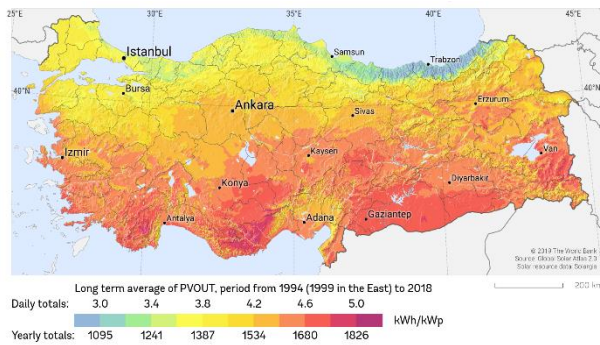 25°E 30°E 35°E 40°E 45°E
Istanbul
Samsun
Trabzon
Bursa
40°N
40°N
Ankara
Sivas
Erzurum
Izmir
Kaysen
Van
Konya
Diyarbakir
Antalya
Adana
Gaziantep
© 2019 The World Bank
Source: Global Solar Atlas 2.3
Solar resource data: Solargis
200 km
Long term average of PVOUT, period from 1994 (1999 in the East) to 2018
Daily totals: 3.0 3.4 3.8 4.2 4.6 5.0
kWh/kWp
Yearly totals: 1095 1241 1387 1534 1680 1826